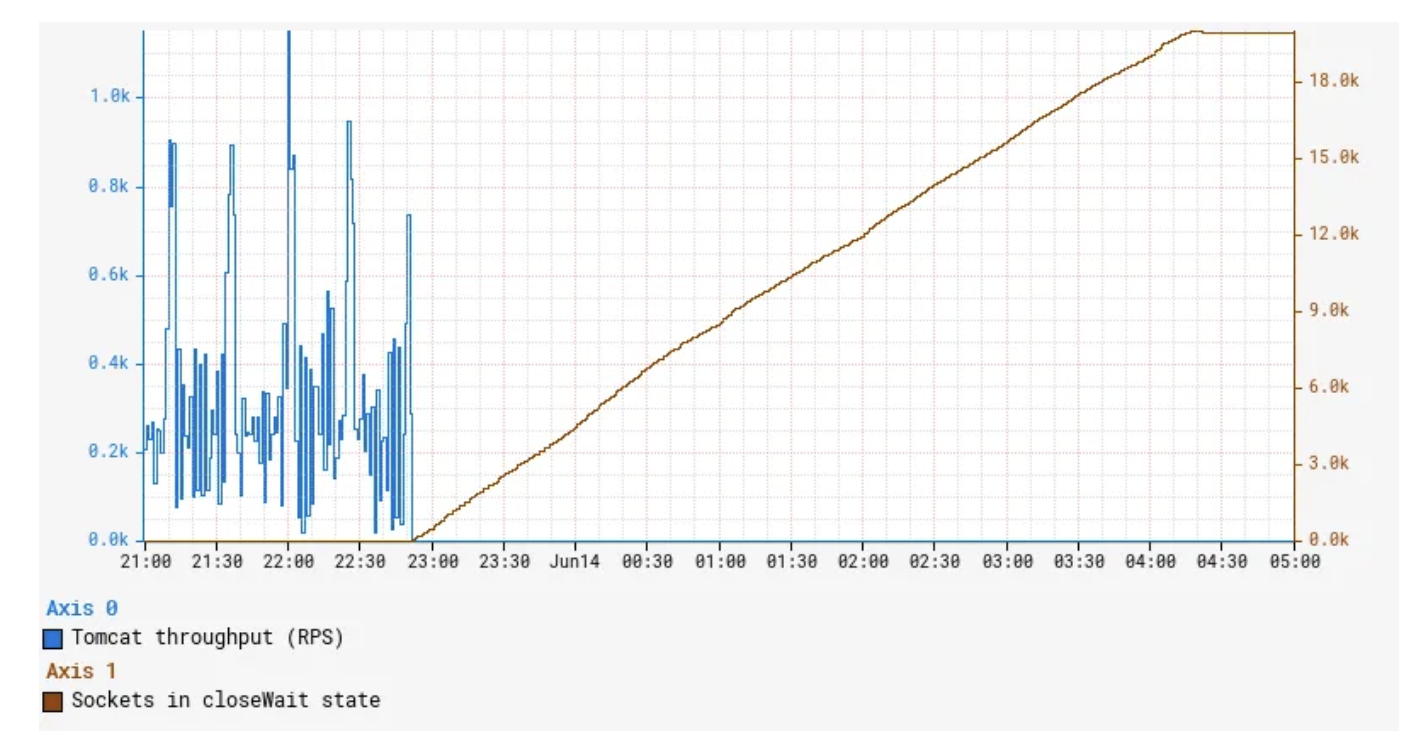 1.0k
0.8k
0.6k
0.4k
0.2k
0.0k
18.0k
15.0k
12.0k
9.0k
6.0k
3.0k
0.0k
21:00 21:30 22:00 22:30 23:00 23:30 Jun14 00:30 01:00 01:30 02:00 02:30 03:00 03:30 04:00 04:30 05:00
Axis 0
Tomcat throughput (RPS)
Axis 1
Sockets in closeWait state